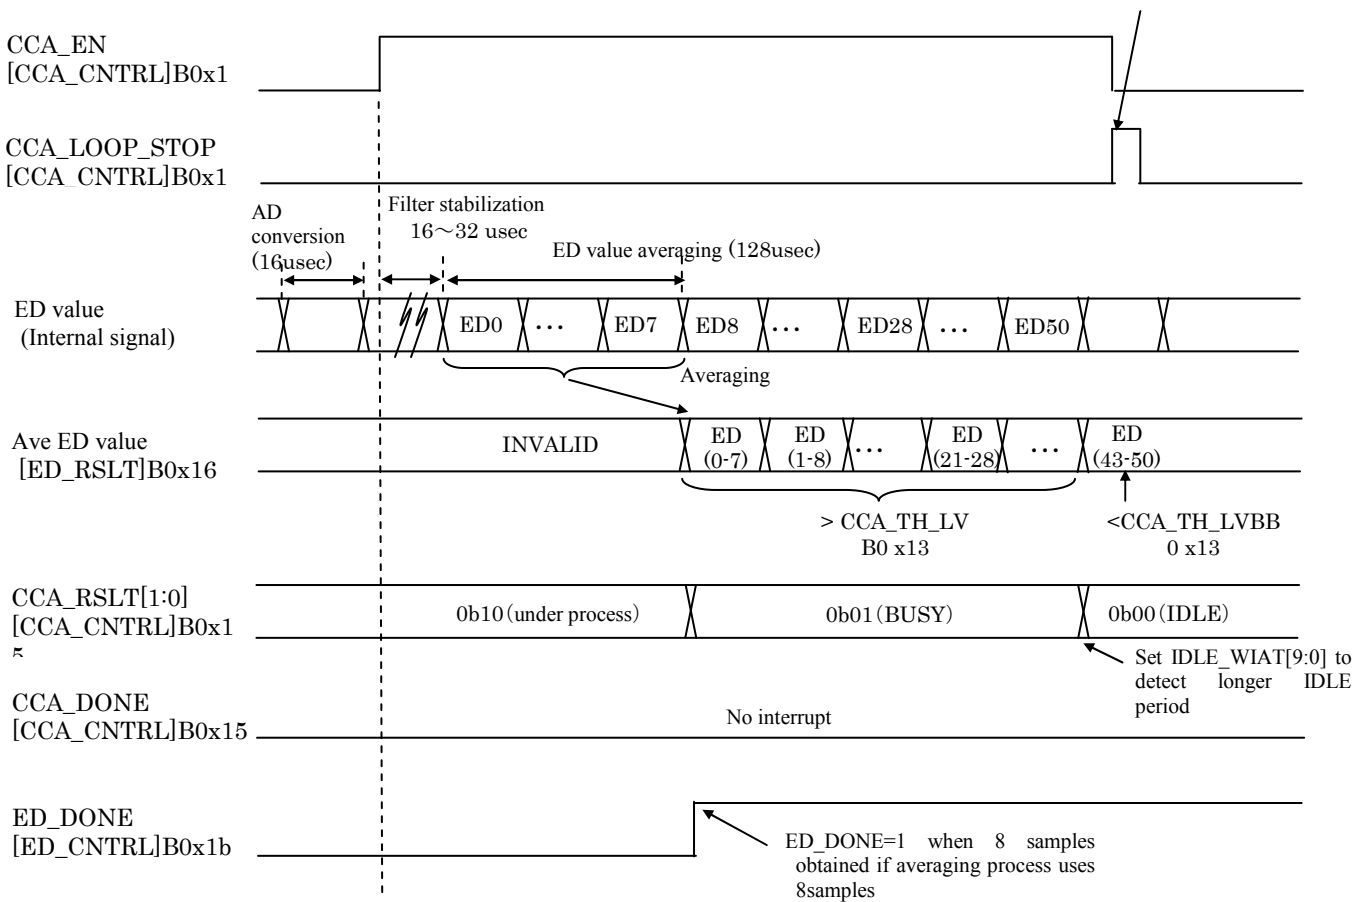 CCA_EN
[CCA_CNTRL]B0x1
CCA_LOOP_STOP
[CCA_CNTRL]B0x1
AD
conversion
(16usec)
Filter stabilization
16～32 usec
ED value averaging (128usec)
ED value
(Internal signal)
ED0 ... ED7 ED8 ... ED28 ... ED50
Averaging
Ave ED value
[ED_RSLT]B0x16
INVALID
ED
(0-7)
ED
(1-8)
...
ED
(21-28)
...
ED
(43-50)
> CCA_TH_LV
B0 x13
<CCA_TH_LVBB
0 x13
CCA_RSLT[1:0]
[CCA_CNTRL]B0x1
5
0b10(under process)
0b01(BUSY)
0b00(IDLE)
Set IDLE_WIAT[9:0] to
detect longer IDLE
period
CCA_DONE
[CCA_CNTRL]B0x15
No interrupt
ED_DONE
[ED_CNTRL]B0x1b
ED_DONE=1 when 8 samples
obtained if averaging process uses
8samples